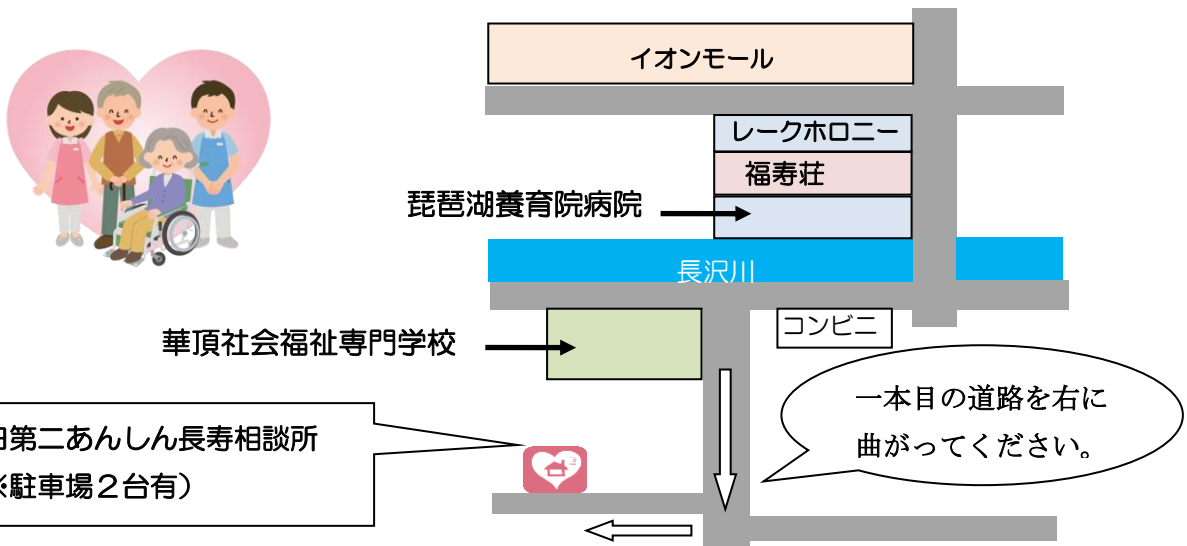 イオンモール
レークホロニー
福寿荘
琵琶湖養育院病院
長沢川
コンビニ
華頂社会福祉専門学校
一本目の道路を右に
曲がってください。
第二あんしん長寿相談所
駐車場２台有）